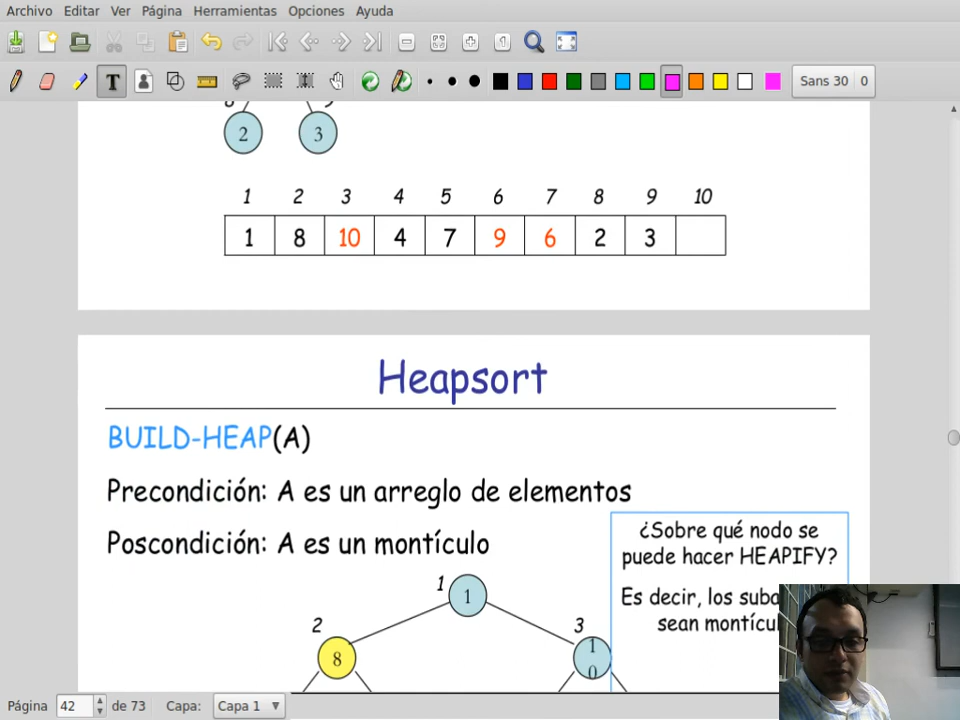 Archivo Editar Ver Página Herramientas Opciones Ayuda
T Sans 30 0
2 3
1 2 3 4 5 6 7 8 9 10
1 8 10 4 7 9 6 2 3
Heapsort
BUILD-HEAP(A)
Precondición: A es un arreglo de elementos
Poscondición: A es un montículo
¿Sobre qué nodo se
puede hacer HEAPIFY?
Es decir, los
sean
1 1
2 3
8 10
Página 42 de 73 Capa: Capa 1